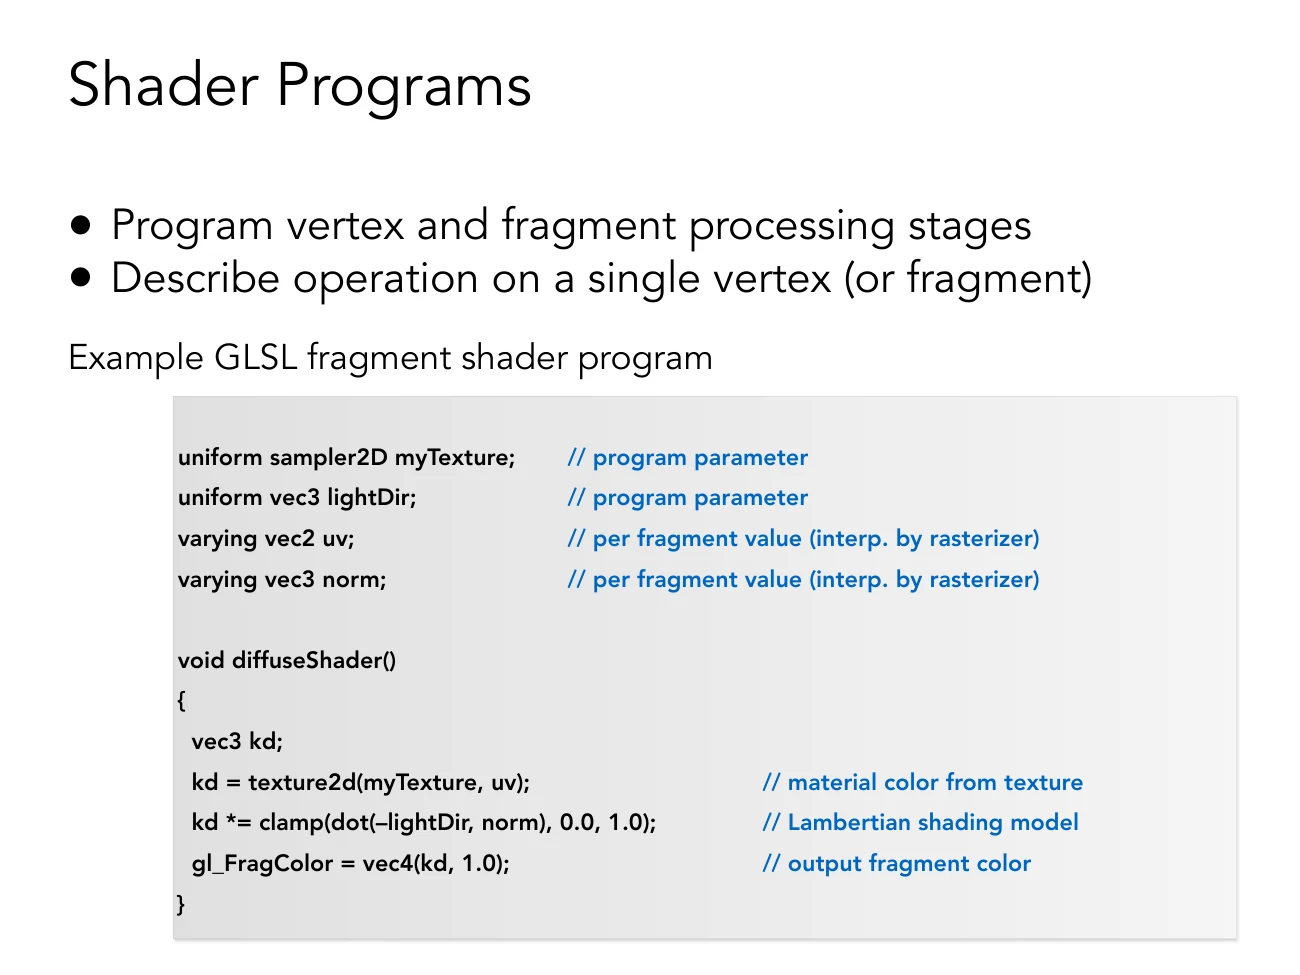 Shader Programs
● Program vertex and fragment processing stages
● Describe operation on a single vertex (or fragment)
Example GLSL fragment shader program
uniform sampler2D myTexture; // program parameter
uniform vec3 lightDir; // program parameter
varying vec2 uv; // per fragment value (interp. by rasterizer)
varying vec3 norm; // per fragment value (interp. by rasterizer)
void diffuseShader()
{
vec3 kd;
kd = texture2d(myTexture, uv); // material color from texture
kd *= clamp(dot(–lightDir, norm), 0.0, 1.0); // Lambertian shading model
gl_FragColor = vec4(kd, 1.0); // output fragment color
}